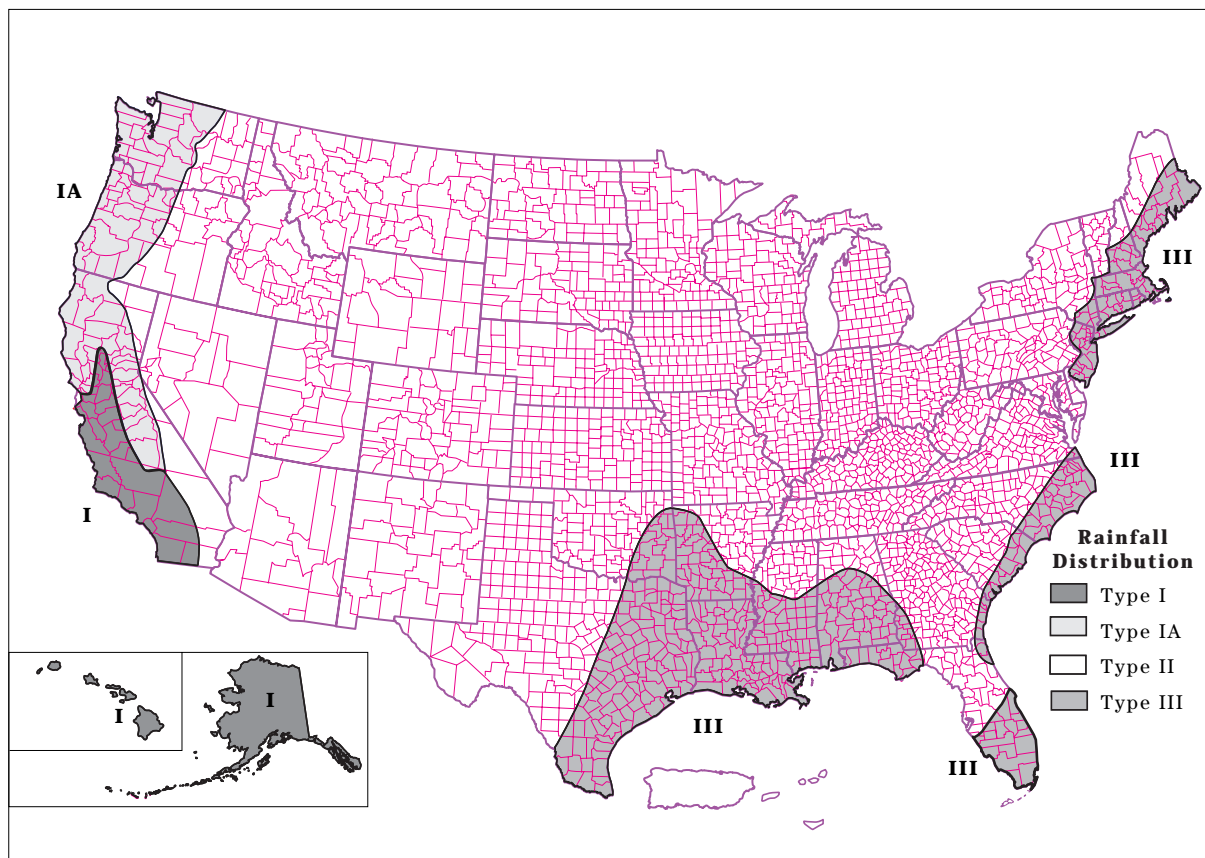 IA
III
III
I
Rainfall
Distribution
Type I
Type IA
Type II
Type III
I
I
III
III